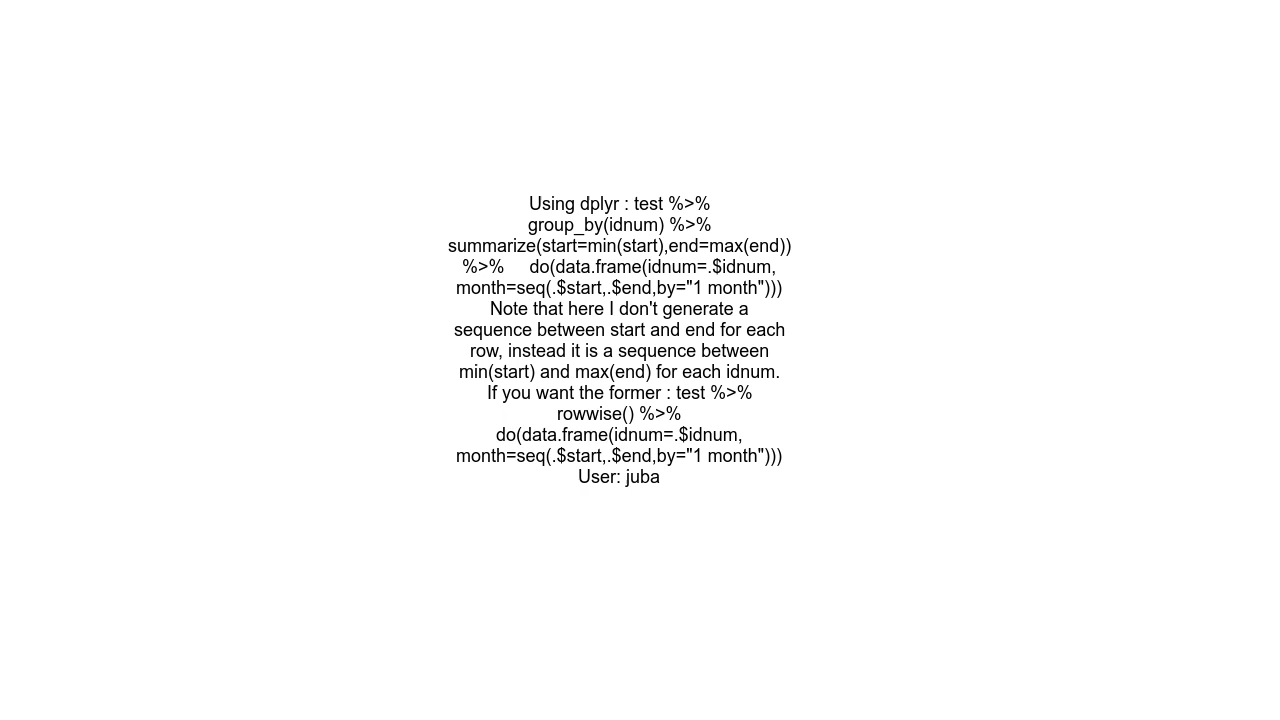 Using dplyr : test %>%
group_by(idnum) %>%
summarize(start=min(start),end=max(end))
%>%     do(data.frame(idnum=.$idnum,
month=seq(.$start,.$end,by="1 month")))
Note that here I don't generate a
sequence between start and end for each
row, instead it is a sequence between
min(start) and max(end) for each idnum.
If you want the former : test %>%
rowwise() %>%
do(data.frame(idnum=.$idnum,
month=seq(.$start,.$end,by="1 month")))
User: juba